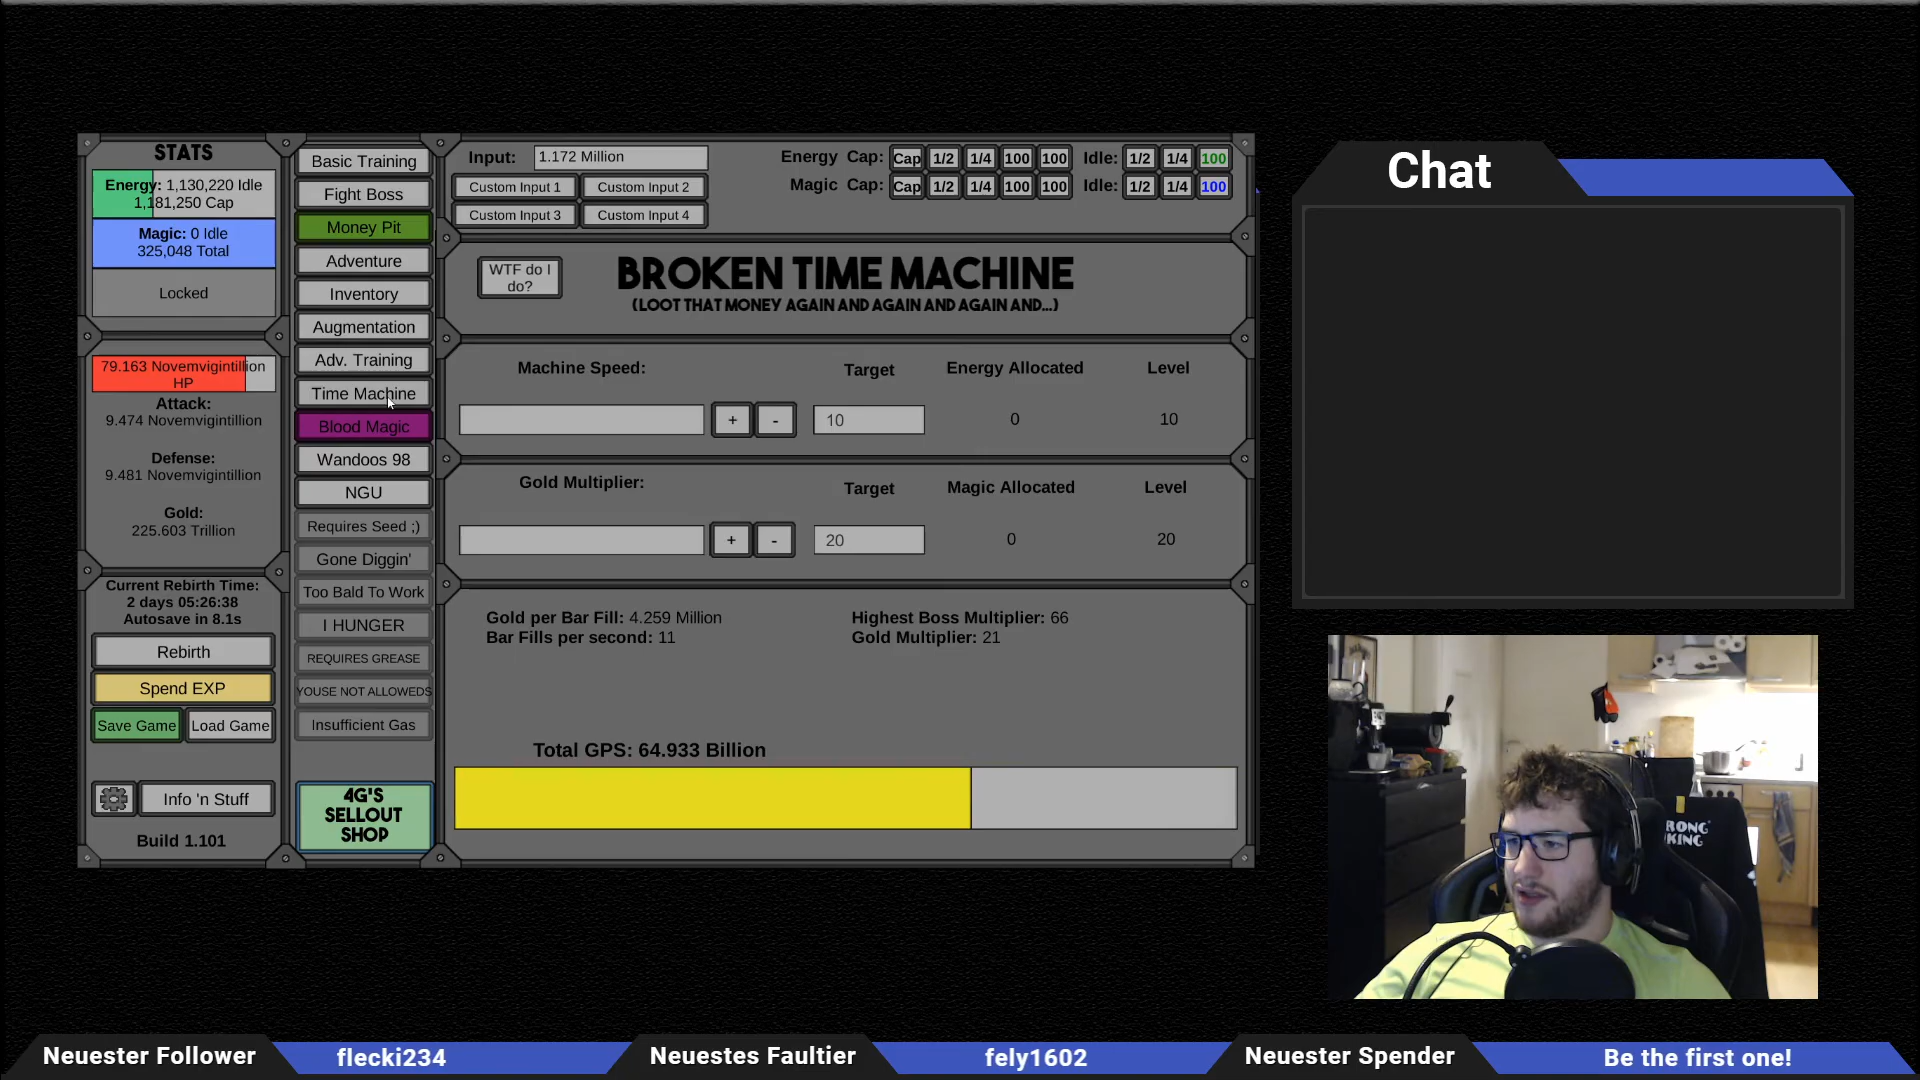 STATS
Energy: 1,130,220 Idle
1,181,250 Cap
Magic: 0 Idle
325,048 Total
Locked
79.163 Novemvigintillion
HP
Attack:
9.474 Novemvigintillion
Defense:
9.481 Novemvigintillion
Gold:
225.603 Trillion
Current Rebirth Time:
2 days 05:26:38
Autosave in 8.1s
Rebirth
Spend EXP
Save Game
Load Game
Info 'n Stuff
Build 1.101
Basic Training
Fight Boss
Money Pit
Adventure
Inventory
Augmentation
Adv. Training
Time Machine
Blood Magic
Wandoos 98
NGU
Requires Seed ;)
Gone Diggin'
Too Bald To Work
I HUNGER
REQUIRES GREASE
YOUSE NOT ALLOWEDS
Insufficient Gas
4G'S
SELLOUT
SHOP
Input: 1.172 Million
Custom Input 1 Custom Input 2
Custom Input 3 Custom Input 4
Energy Cap: Cap 1/2 1/4 100 100 Idle: 1/2 1/4 100
Magic Cap: Cap 1/2 1/4 100 100 Idle: 1/2 1/4 100
WTF do I
do?
BROKEN TIME MACHINE
(LOOT THAT MONEY AGAIN AND AGAIN AND AGAIN AND...)
Machine Speed: Target Energy Allocated Level
+ - 10 0 10
Gold Multiplier: Target Magic Allocated Level
+ - 20 0 20
Gold per Bar Fill: 4.259 Million Highest Boss Multiplier: 66
Bar Fills per second: 11 Gold Multiplier: 21
Total GPS: 64.933 Billion
Chat
RONG
KING
Neuester Follower flecki234 Neuestes Faultier fely1602 Neuester Spender Be the first one!